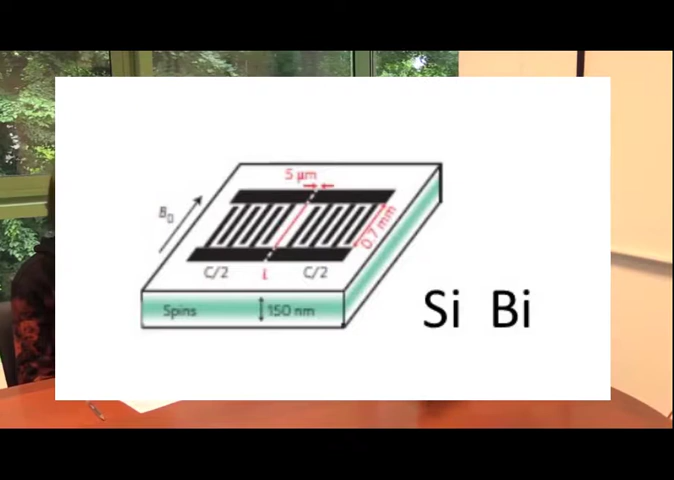 5 µm
B₀
0.7 mm
C/2 L C/2
Spins 150 nm
Si Bi